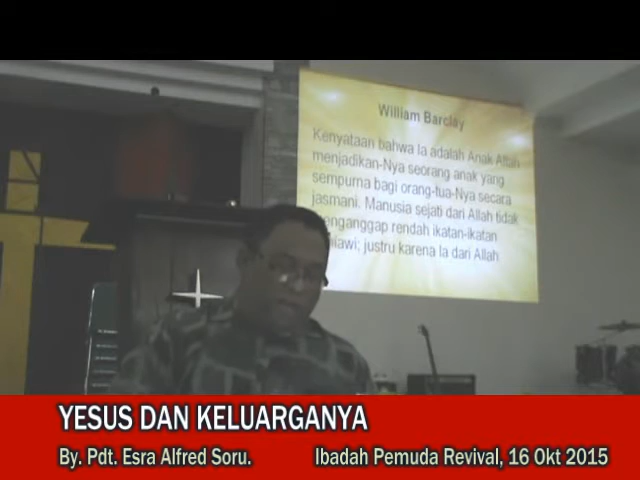 William Barclay
Kenyataan bahwa Ia adalah Anak Allah
menjadikan-Nya seorang anak yang
sempurna bagi orang-tua-Nya secara
jasmani. Manusia sejati dari Allah tidak
menganggap rendah ikatan-ikatan
justru karena Ia dari Allah
YESUS DAN KELUARGANYA
By. Pdt. Esra Alfred Soru.
Ibadah Pemuda Revival, 16 Okt 2015